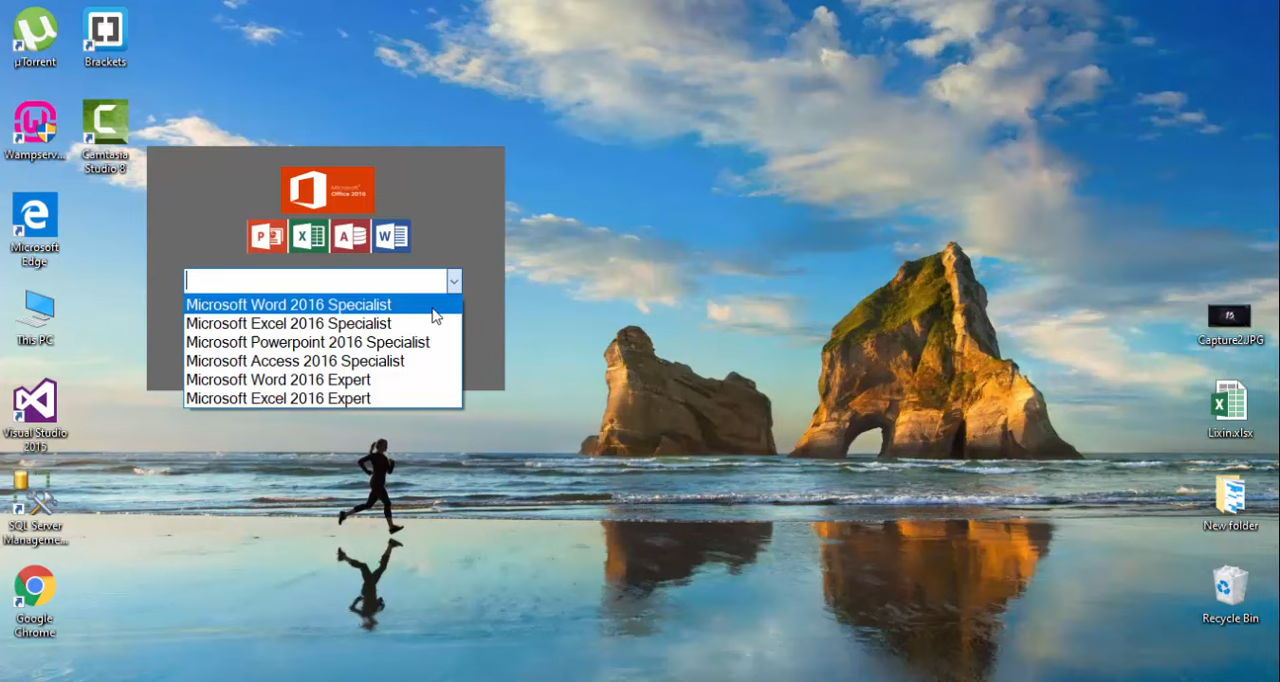 µTorrent
Brackets
Wampserv...
Camtasia
Studio 8
Microsoft
Edge
This PC
Visual Studio
2015
SQL Server
Manageme...
Google
Chrome
Microsoft
Office 2016
Microsoft Word 2016 Specialist
Microsoft Excel 2016 Specialist
Microsoft Powerpoint 2016 Specialist
Microsoft Access 2016 Specialist
Microsoft Word 2016 Expert
Microsoft Excel 2016 Expert
Capture2.JPG
Lixin.xlsx
New folder
Recycle Bin